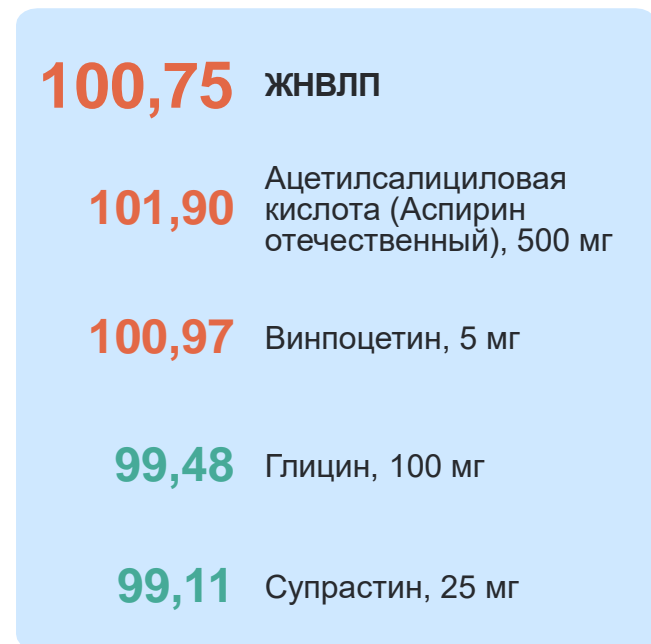 100,75 ЖНВЛП
101,90 Ацетилсалициловая
кислота (Аспирин
отечественный), 500 мг
100,97 Винпоцетин, 5 мг
99,48 Глицин, 100 мг
99,11 Супрастин, 25 мг